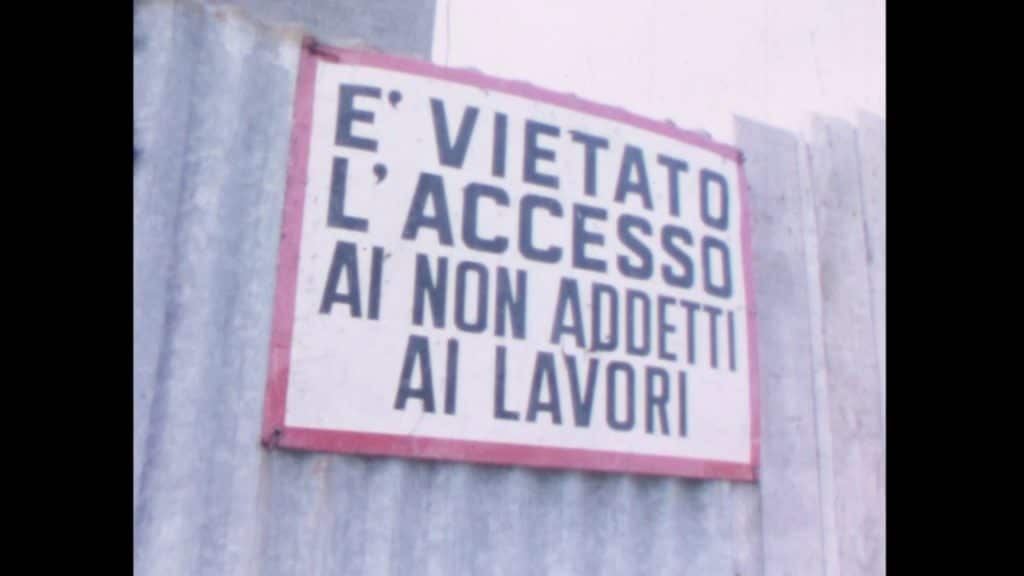 E' VIETATO
L'ACCESSO
AI NON ADDETTI
AI LAVORI